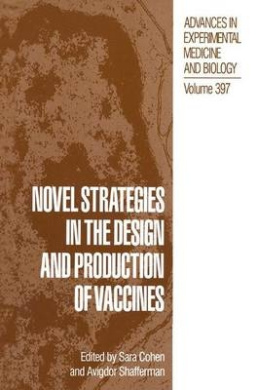 ADVANCES IN
EXPERIMENTAL
MEDICINE
AND BIOLOGY
Volume 397
NOVEL STRATEGIES
IN THE DESIGN
AND PRODUCTION
OF VACCINES
Edited by Sara Cohen
and Avigdor Shafferman